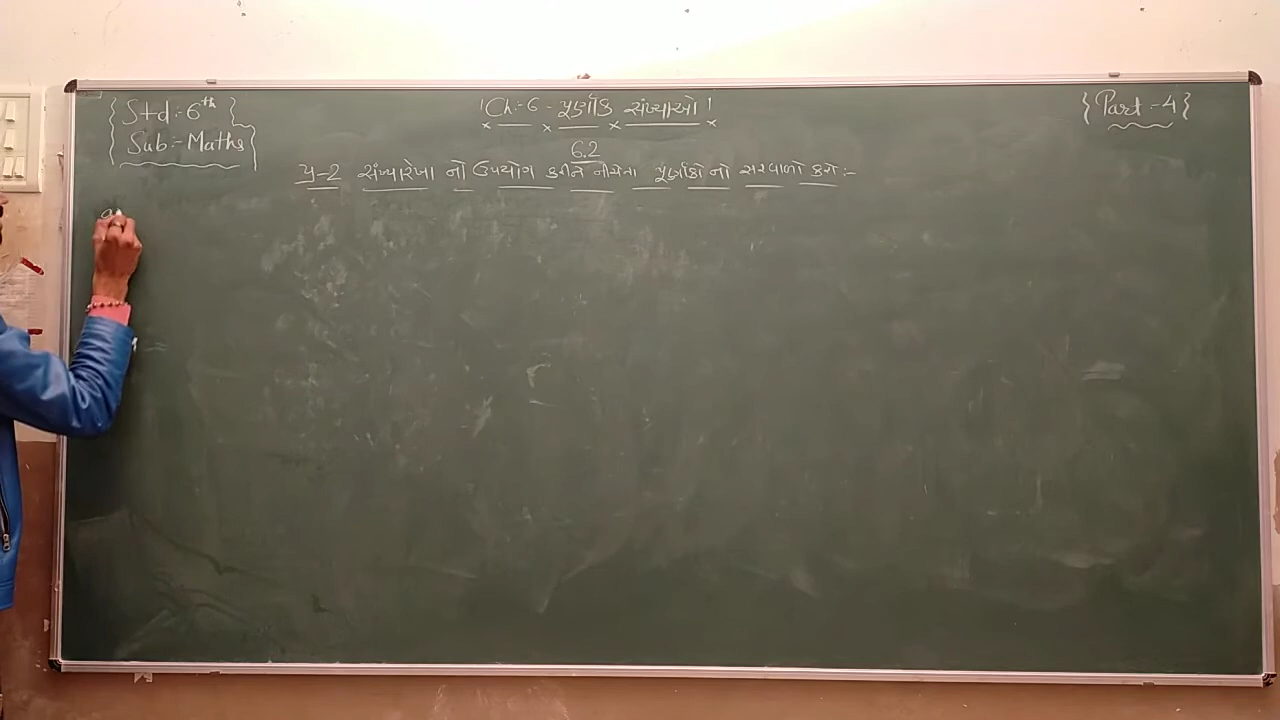 Std :- 6th
Sub:- Maths
'Ch:-6 - પૂર્ણાંક સંખ્યાઓ'
Part -4
6.2
પ્ર-2 સંખ્યારેખા નો ઉપયોગ કરીને નીચેના પૂર્ણાંકો નો સરવાળો કરો :-